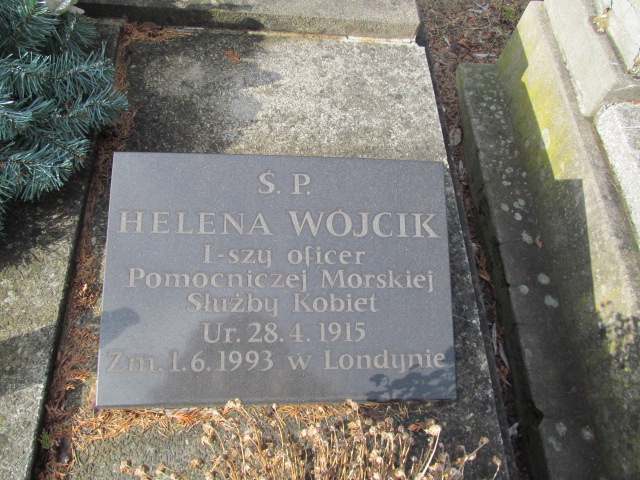 Ś. P.
HELENA WÓJCIK
I-szy oficer
Pomocniczej Morskiej
Służby Kobiet
Ur. 28. 4. 1915
Zm. 1. 6. 1993 w Londynie